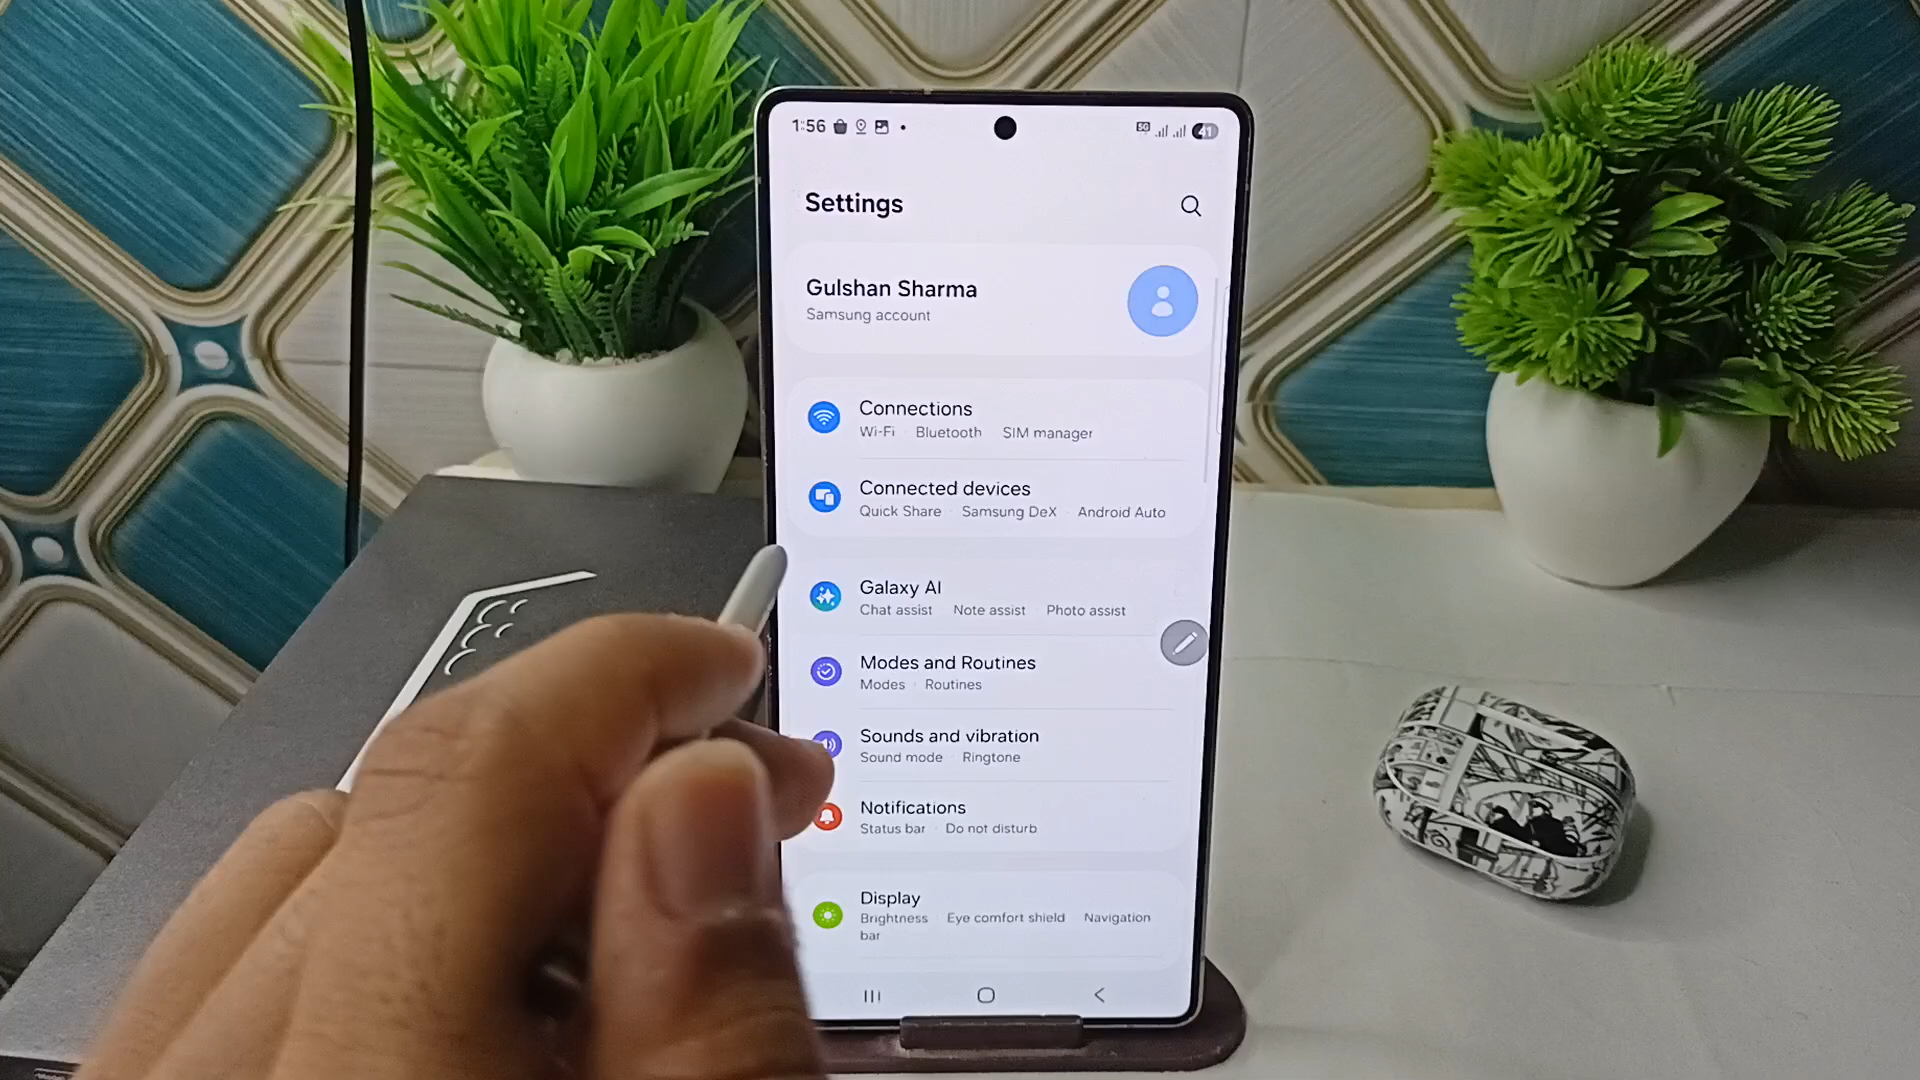 1:56
5G 41
Settings
Gulshan Sharma
Samsung account
Connections
Wi-Fi Bluetooth SIM manager
Connected devices
Quick Share Samsung DeX Android Auto
Galaxy AI
Chat assist Note assist Photo assist
Modes and Routines
Modes Routines
Sounds and vibration
Sound mode Ringtone
Notifications
Status bar Do not disturb
Display
Brightness Eye comfort shield Navigation
bar